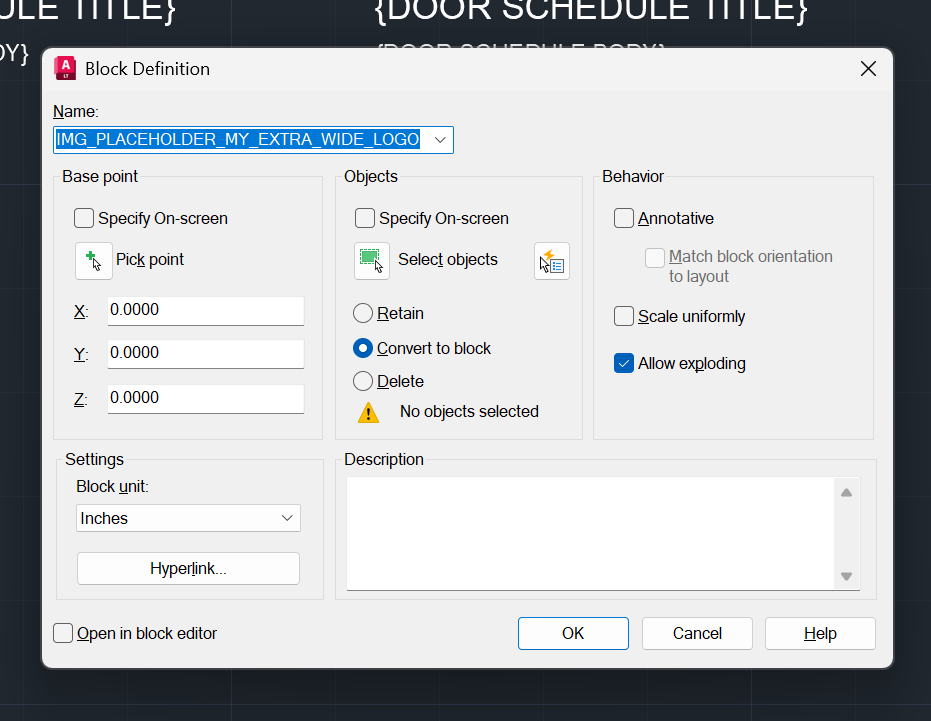 ULE TITLE} {DOOR SCHEDULE TITLE}
DY} {DOOR SCHEDULE BODY}
A
LT
Block Definition
Name:
IMG_PLACEHOLDER_MY_EXTRA_WIDE_LOGO
Base point
Specify On-screen
Pick point
X: 0.0000
Y: 0.0000
Z: 0.0000
Objects
Specify On-screen
Select objects
Retain
Convert to block
Delete
No objects selected
Behavior
Annotative
Match block orientation
to layout
Scale uniformly
Allow exploding
Settings
Block unit:
Inches
Hyperlink...
Description
Open in block editor
OK
Cancel
Help